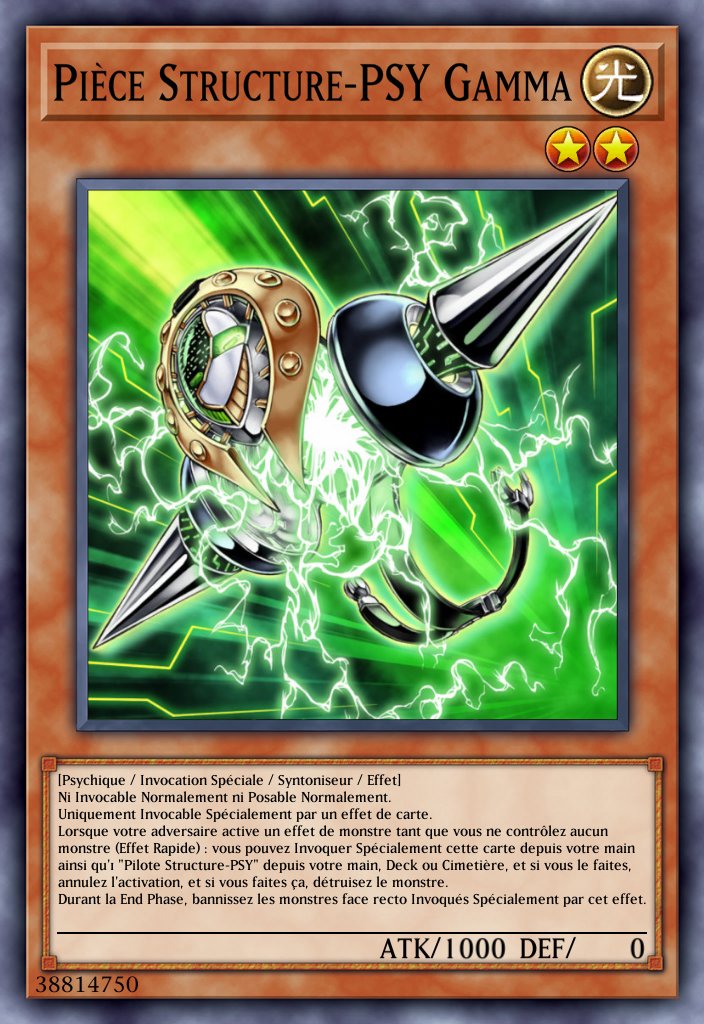 Pièce Structure-PSY Gamma
光
[Psychique / Invocation Spéciale / Syntoniseur / Effet]
Ni Invocable Normalement ni Posable Normalement.
Uniquement Invocable Spécialement par un effet de carte.
Lorsque votre adversaire active un effet de monstre tant que vous ne contrôlez aucun
monstre (Effet Rapide) : vous pouvez Invoquer Spécialement cette carte depuis votre main
ainsi qu'1 "Pilote Structure-PSY" depuis votre main, Deck ou Cimetière, et si vous le faites,
annulez l'activation, et si vous faites ça, détruisez le monstre.
Durant la End Phase, bannissez les monstres face recto Invoqués Spécialement par cet effet.
ATK/1000 DEF/ 0
38814750